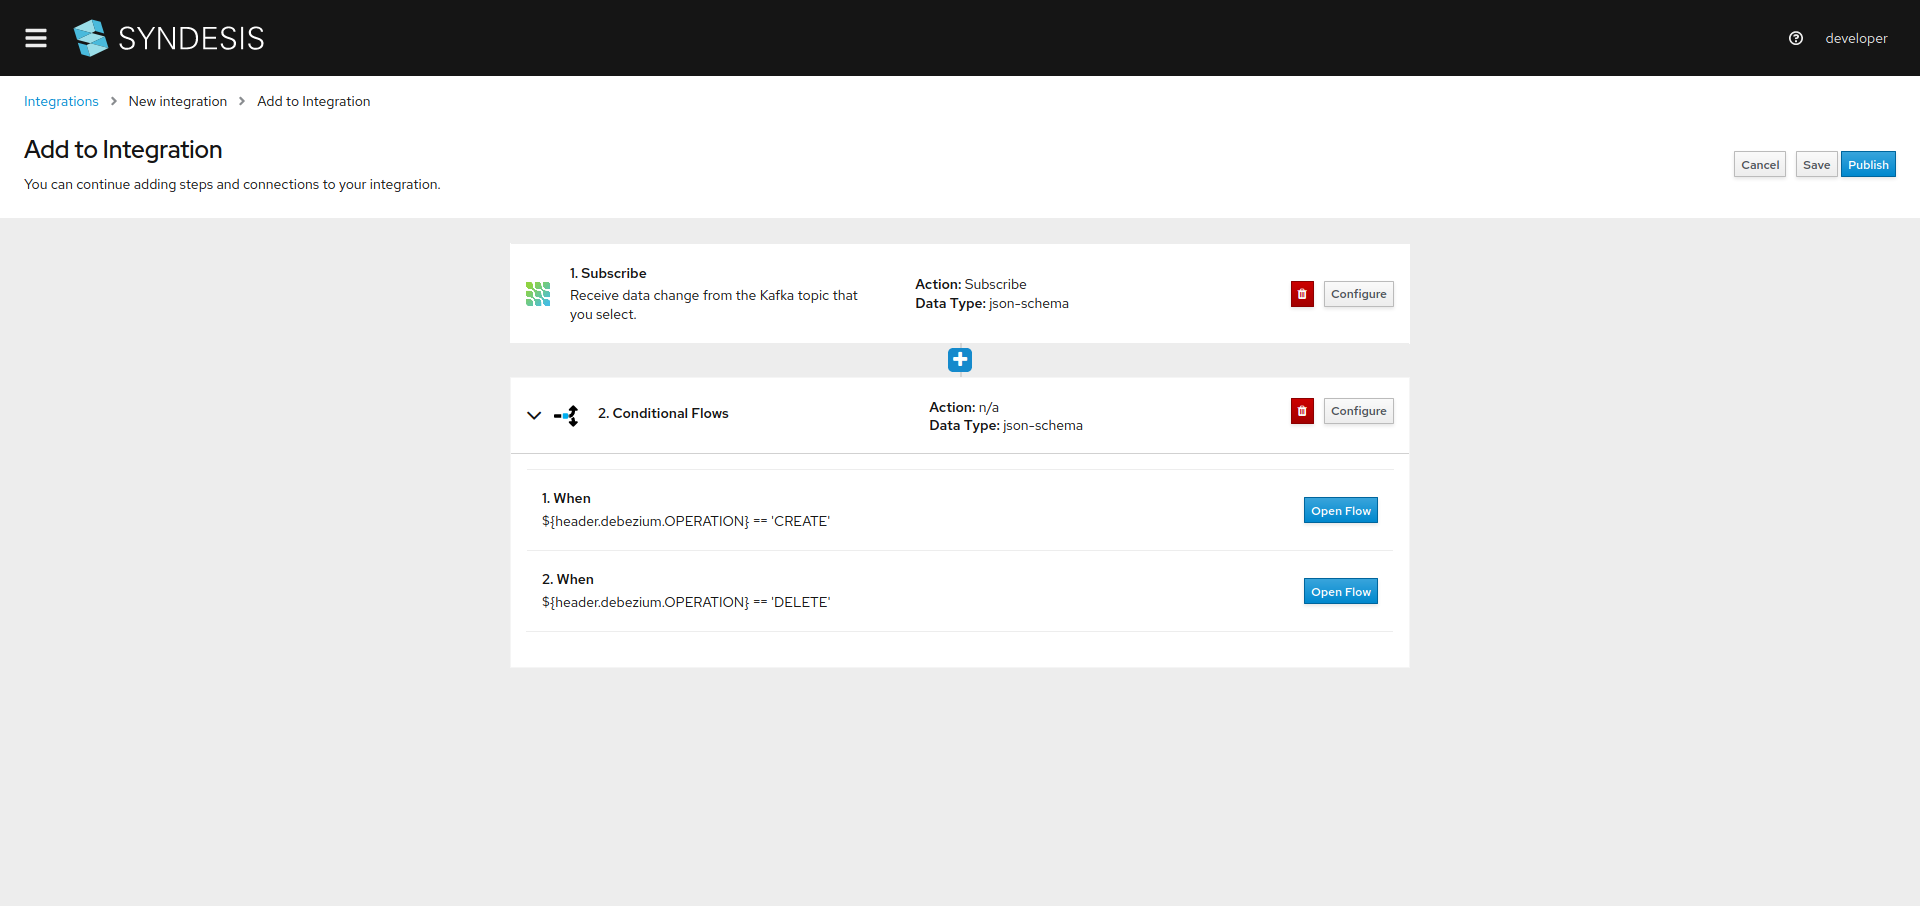 SYNDESIS
developer
Integrations > New integration > Add to Integration
Add to Integration
You can continue adding steps and connections to your integration.
Cancel Save Publish
1. Subscribe
Receive data change from the Kafka topic that
you select.
Action: Subscribe
Data Type: json-schema
Configure
2. Conditional Flows
Action: n/a
Data Type: json-schema
Configure
1. When
${header.debezium.OPERATION} == 'CREATE'
Open Flow
2. When
${header.debezium.OPERATION} == 'DELETE'
Open Flow